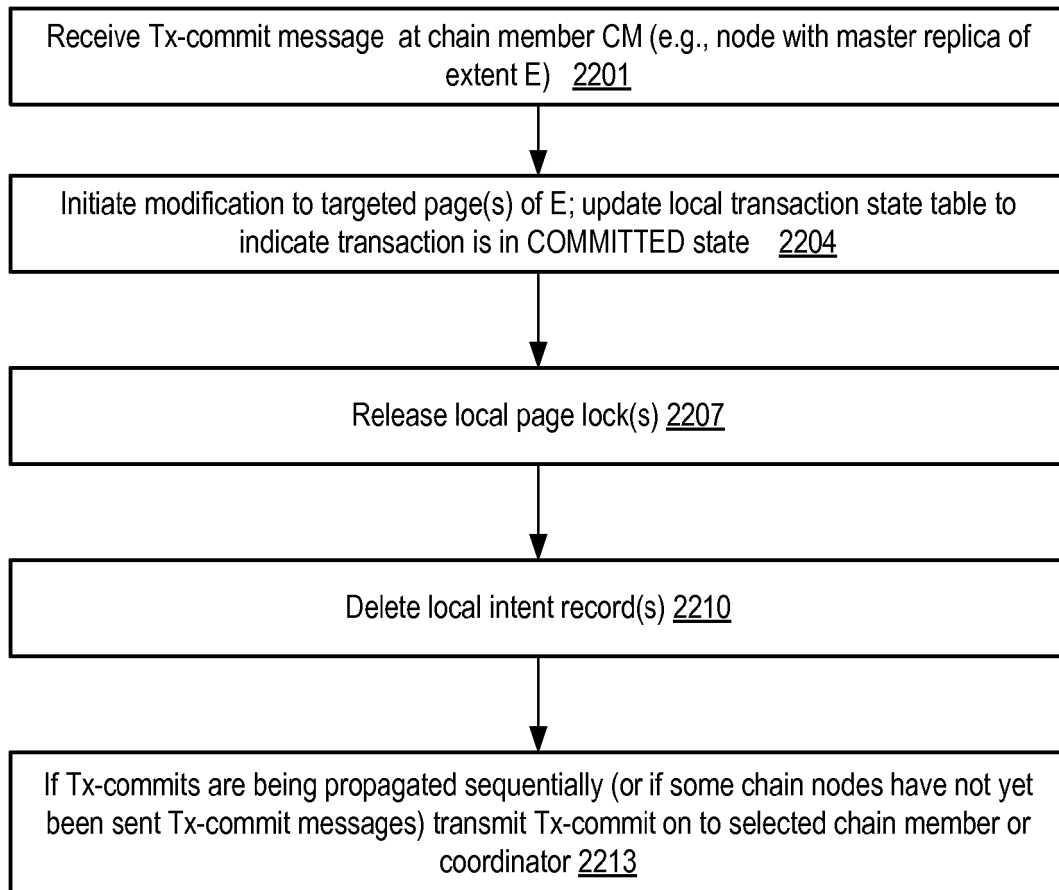 Receive Tx-commit message at chain member CM (e.g., node with master replica of
extent E) 2201
Initiate modification to targeted page(s) of E; update local transaction state table to
indicate transaction is in COMMITTED state 2204
Release local page lock(s) 2207
Delete local intent record(s) 2210
If Tx-commits are being propagated sequentially (or if some chain nodes have not yet
been sent Tx-commit messages) transmit Tx-commit on to selected chain member or
coordinator 2213